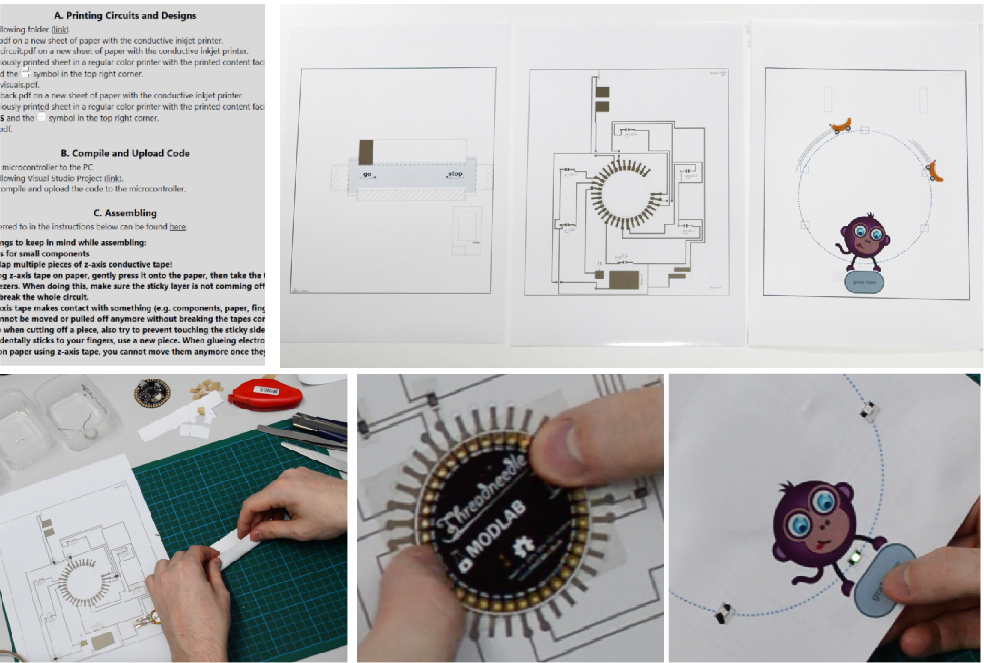 A. Printing Circuits and Designs
llowing folder (link).
pdf on a new sheet of paper with the conductive inkjet printer.
circuit.pdf on a new sheet of paper with the conductive inkjet printer.
iously printed sheet in a regular color printer with the printed content faci
d the symbol in the top right corner.
visuals.pdf.
back.pdf on a new sheet of paper with the conductive inkjet printer.
iously printed sheet in a regular color printer with the printed content faci
S and the symbol in the top right corner.
pdf.
B. Compile and Upload Code
microcontroller to the PC.
llowing Visual Studio Project (link).
compile and upload the code to the microcontroller.
C. Assembling
erred to in the instructions below can be found here.
ngs to keep in mind while assembling:
s for small components
lap multiple pieces of z-axis conductive tape!
ng z-axis tape on paper, gently press it onto the paper, then take the t
ezers. When doing this, make sure the sticky layer is not comming off
break the whole circuit.
axis tape makes contact with something (e.g. components, paper, fing
nnot be moved or pulled off anymore without breaking the tapes cor
o when cutting off a piece, also try to prevent touching the sticky side
identally sticks to your fingers, use a new piece. When glueing electro
on paper using z-axis tape, you cannot move them anymore once they
go
stop
grab here
Threadneedle
MODLAB